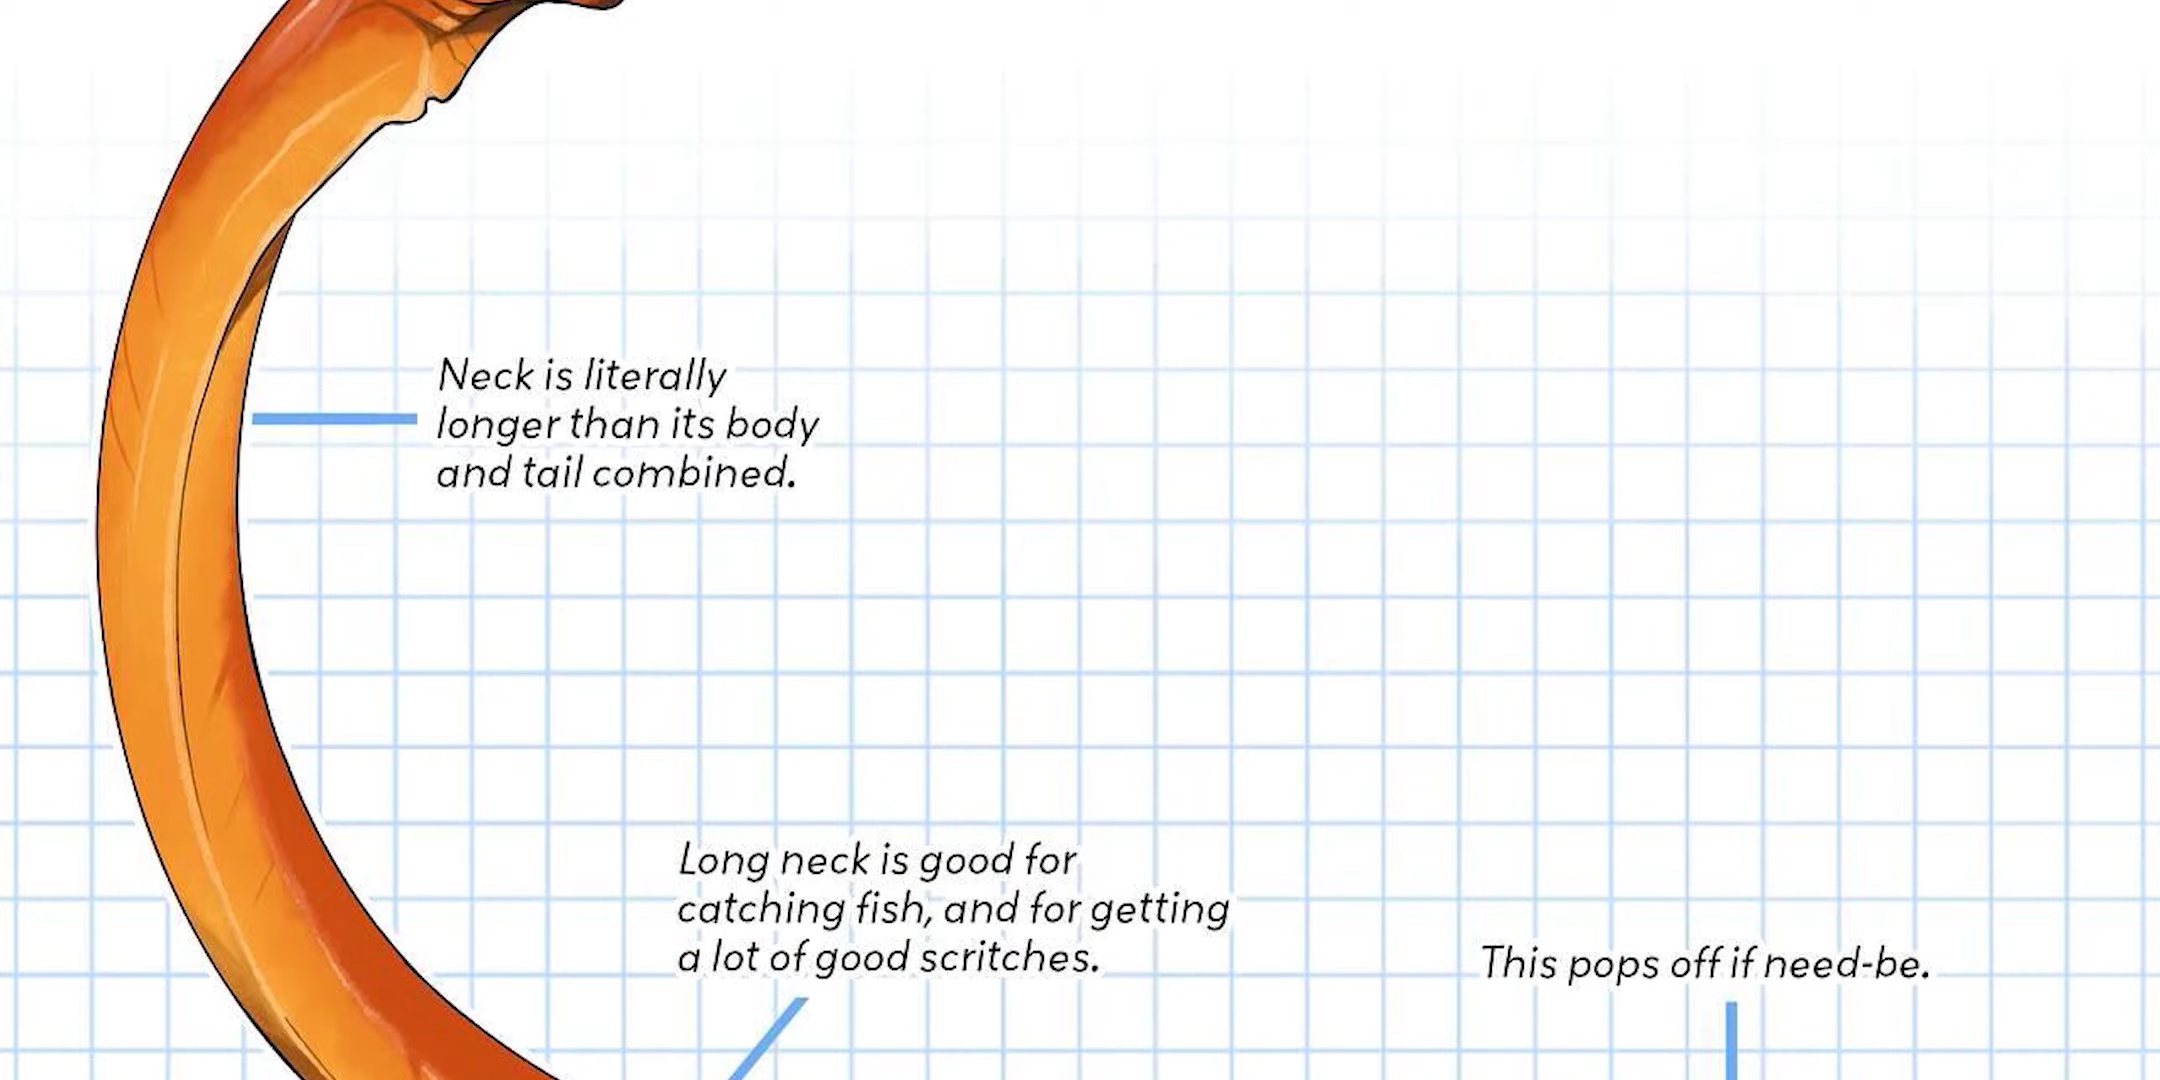 Neck is literally
longer than its body
and tail combined.
Long neck is good for
catching fish, and for getting
a lot of good scritches.
This pops off if need-be.